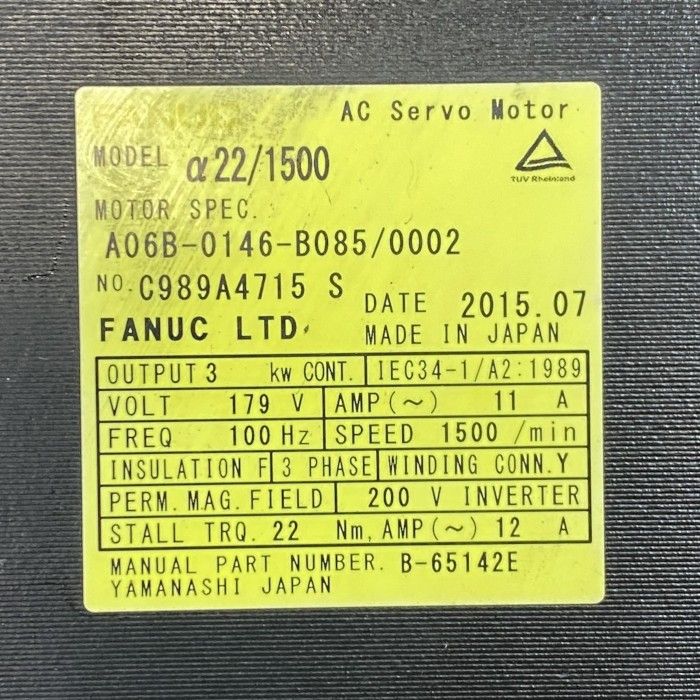 FANUC
AC Servo Motor
MODEL α22/1500
TUV Rheinland
MOTOR SPEC.
A06B-0146-B085/0002
NO. C989A4715 S
DATE 2015.07
FANUC LTD.
MADE IN JAPAN
OUTPUT 3 kw CONT. IEC34-1/A2:1989
VOLT 179 V AMP(~) 11 A
FREQ 100 Hz SPEED 1500 /min
INSULATION F 3 PHASE WINDING CONN.Y
PERM.MAG.FIELD 200 V INVERTER
STALL TRQ. 22 Nm, AMP(~) 12 A
MANUAL PART NUMBER. B-65142E
YAMANASHI JAPAN